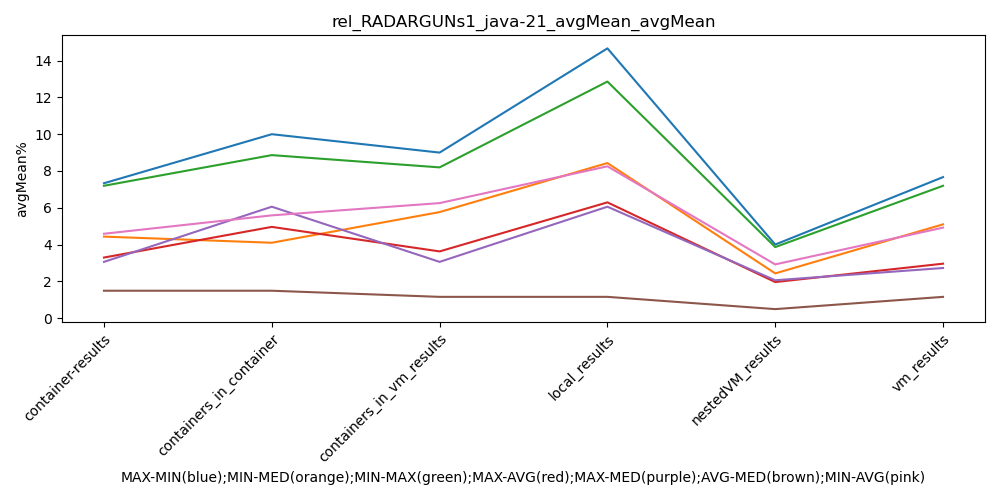 rel_RADARGUNs1_java-21_avgMean_avgMean
avgMean%
14
12
10
8
6
4
2
0
container-results
containers_in_container
containers_in_vm_results
local_results
nestedVM_results
vm_results
MAX-MIN(blue);MIN-MED(orange);MIN-MAX(green);MAX-AVG(red);MAX-MED(purple);AVG-MED(brown);MIN-AVG(pink)